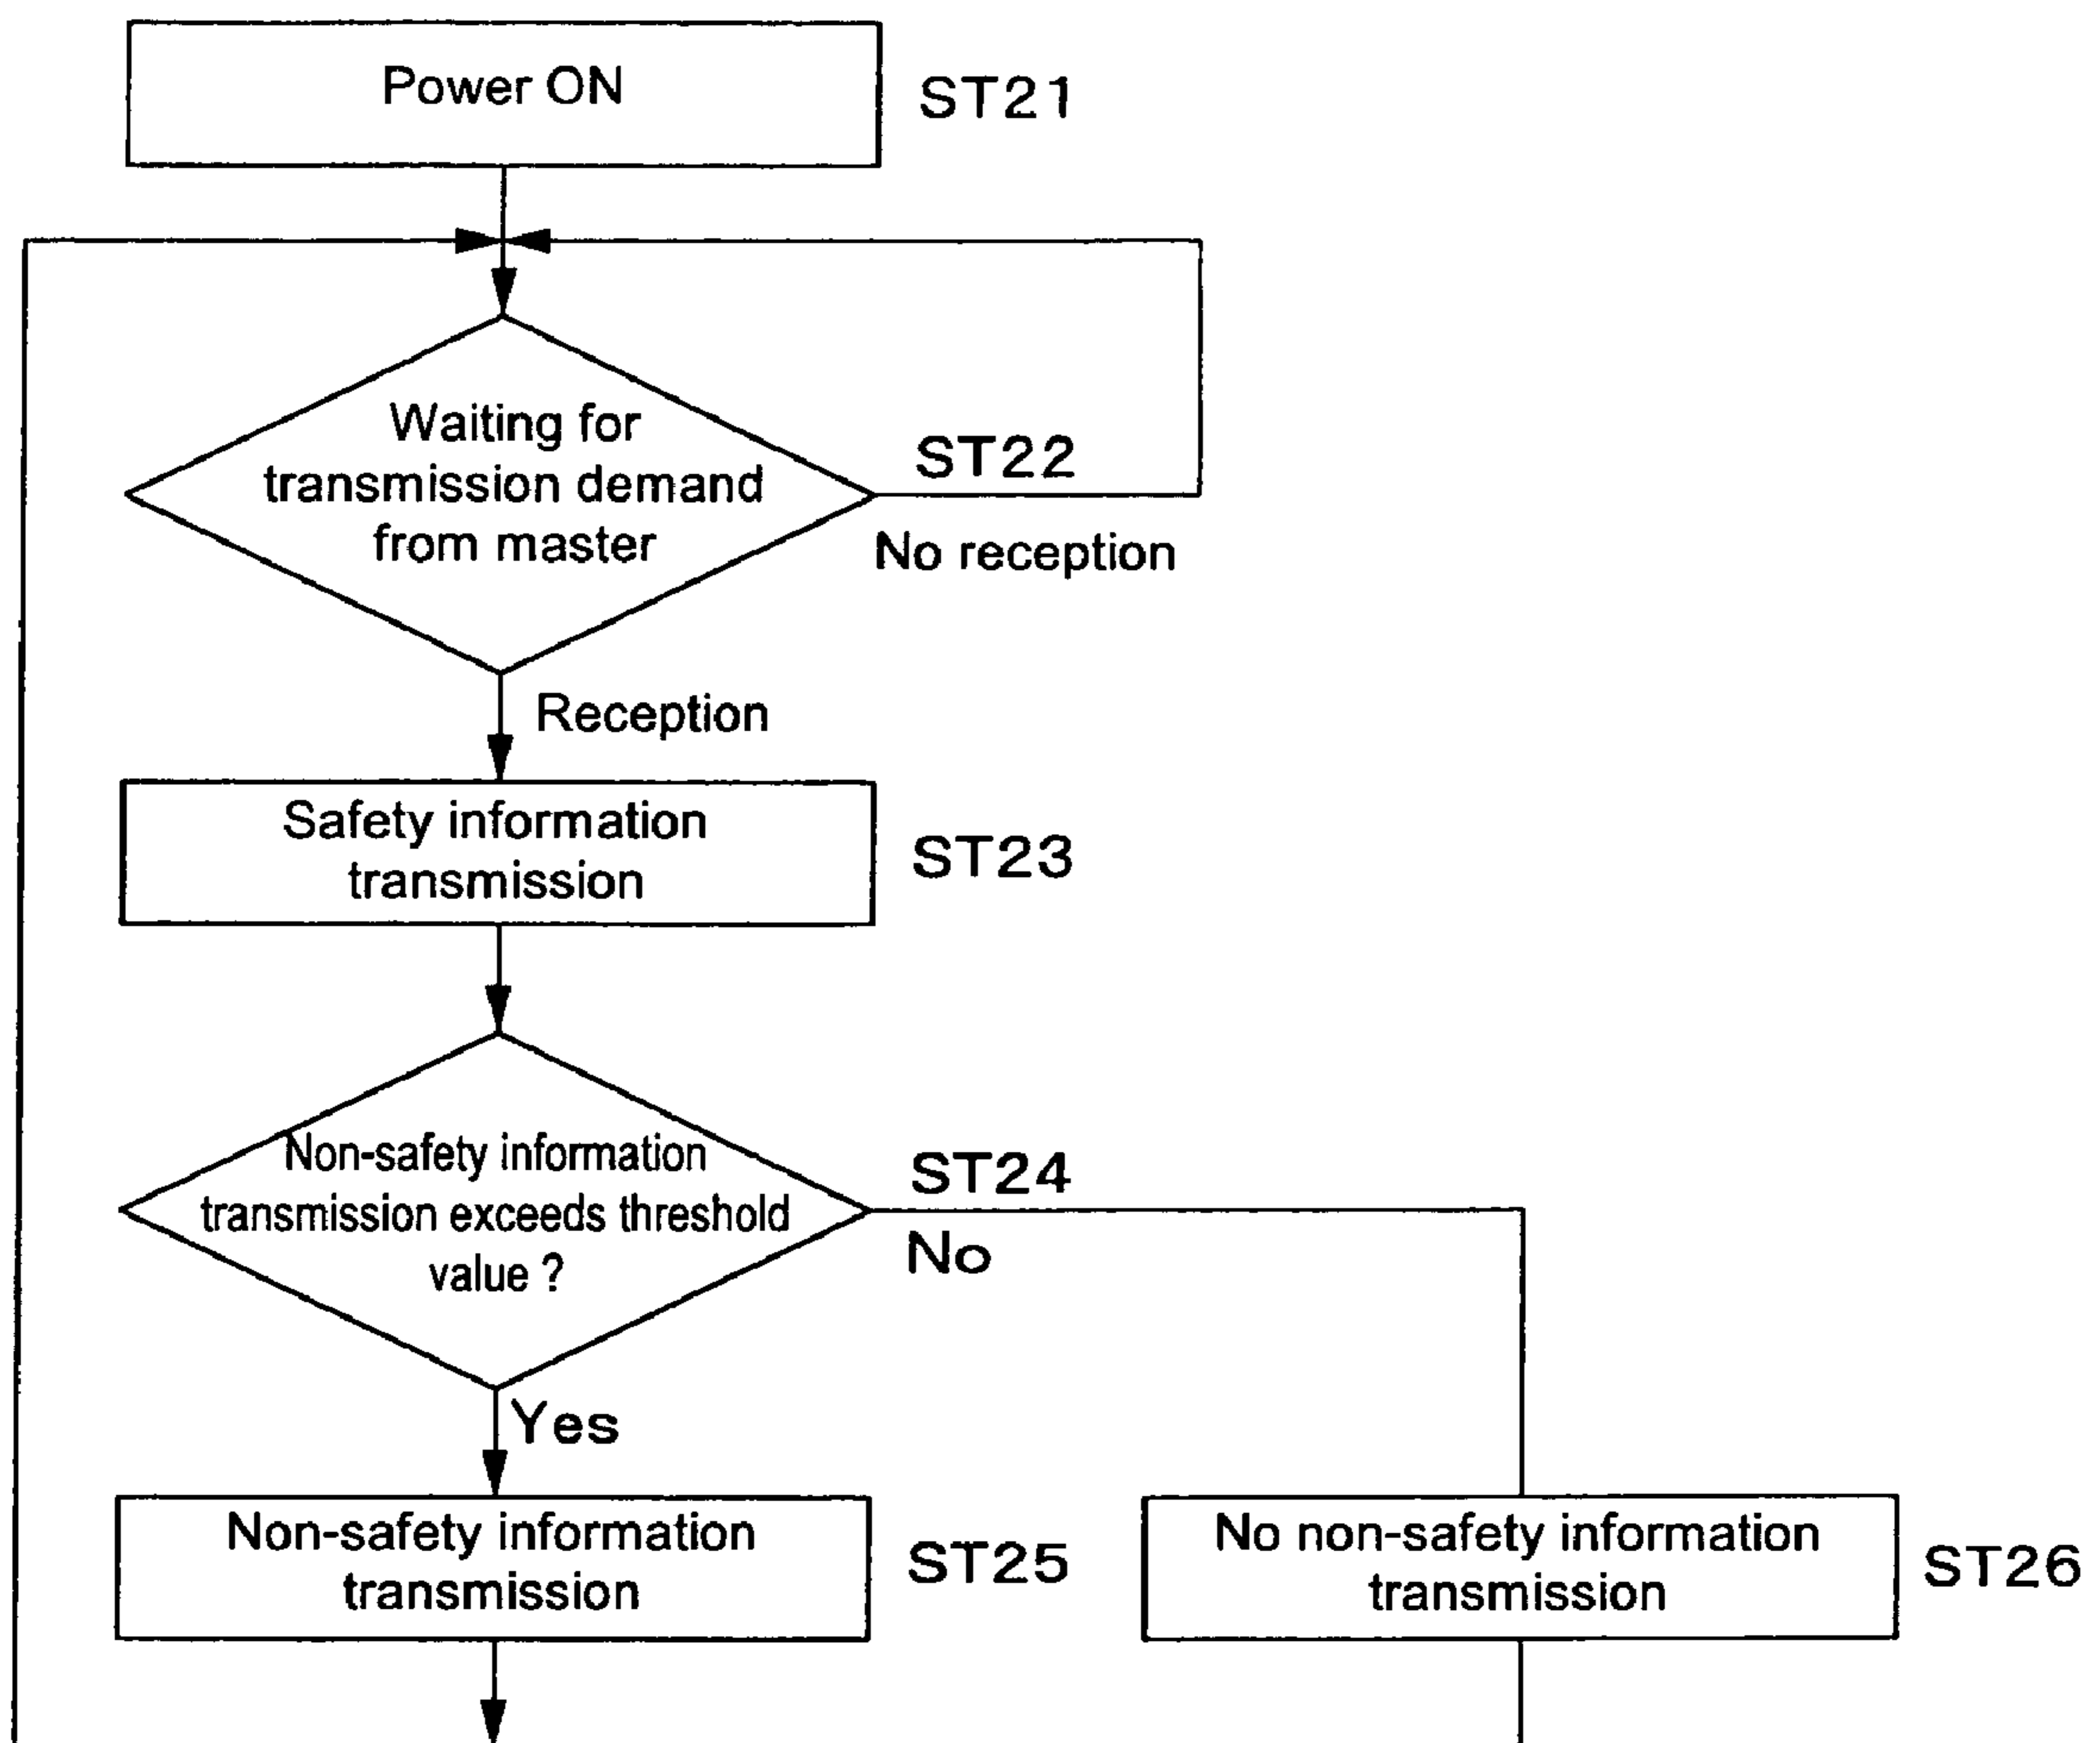 Power ON
ST21
Waiting for
transmission demand
from master
ST22
No reception
Reception
Safety information
transmission
ST23
Non-safety information
transmission exceeds threshold
value ?
ST24
No
Yes
Non-safety information
transmission
ST25
No non-safety information
transmission
ST26